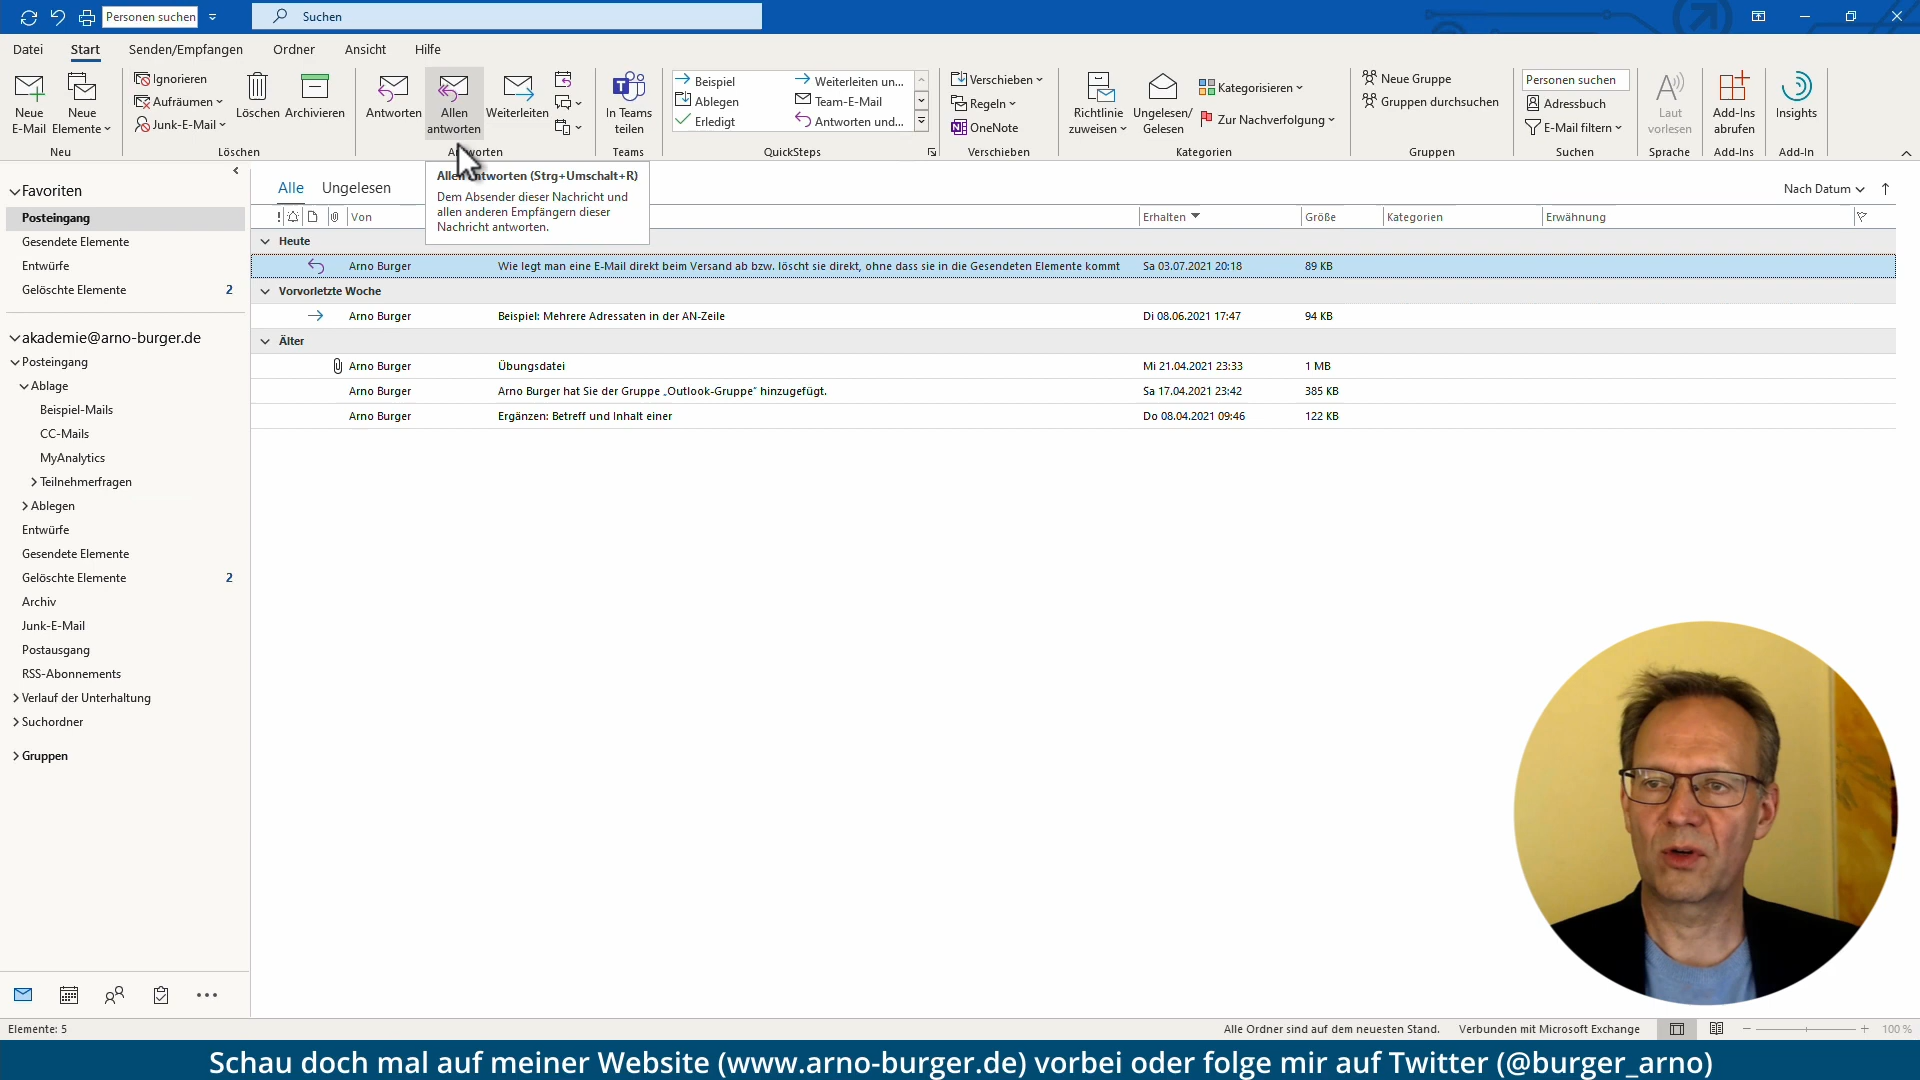 Personen suchen
Suchen
Datei Start Senden/Empfangen Ordner Ansicht Hilfe
Neue E-Mail
Neue Elemente
Neu
Ignorieren
Aufräumen
Junk-E-Mail
Löschen
Archivieren
Löschen
Antworten
Allen antworten
Weiterleiten
In Teams teilen
Teams
Beispiel
Ablegen
Erledigt
Weiterleiten un...
Team-E-Mail
Antworten und...
QuickSteps
Verschieben
Regeln
OneNote
Verschieben
Richtlinie zuweisen
Ungelesen/ Gelesen
Kategorisieren
Zur Nachverfolgung
Kategorien
Neue Gruppe
Gruppen durchsuchen
Gruppen
Personen suchen
Adressbuch
E-Mail filtern
Suchen
Laut vorlesen
Sprache
Add-Ins abrufen
Add-Ins
Insights
Add-In
(Strg+Umschalt+R)
Dem Absender dieser Nachricht und
allen anderen Empfängern dieser
Nachricht antworten.
Favoriten
Posteingang
Gesendete Elemente
Entwürfe
Gelöschte Elemente 2
akademie@arno-burger.de
Posteingang
Ablage
Beispiel-Mails
CC-Mails
MyAnalytics
Teilnehmerfragen
Ablegen
Entwürfe
Gesendete Elemente
Gelöschte Elemente 2
Archiv
Junk-E-Mail
Postausgang
RSS-Abonnements
Verlauf der Unterhaltung
Suchordner
Gruppen
Alle Ungelesen
Nach Datum
Von Erhalten Größe Kategorien Erwähnung
Heute
Arno Burger Wie legt man eine E-Mail direkt beim Versand ab bzw. löscht sie direkt, ohne dass sie in die Gesendeten Elemente kommt Sa 03.07.2021 20:18 89 KB
Vorvorletzte Woche
Arno Burger Beispiel: Mehrere Adressaten in der AN-Zeile Di 08.06.2021 17:47 94 KB
Älter
Arno Burger Übungsdatei Mi 21.04.2021 23:33 1 MB
Arno Burger Arno Burger hat Sie der Gruppe „Outlook-Gruppe“ hinzugefügt. Sa 17.04.2021 23:42 385 KB
Arno Burger Ergänzen: Betreff und Inhalt einer Do 08.04.2021 09:46 122 KB
Elemente: 5
Alle Ordner sind auf dem neuesten Stand. Verbunden mit Microsoft Exchange 100 %
Schau doch mal auf meiner Website (www.arno-burger.de) vorbei oder folge mir auf Twitter (@burger_arno)